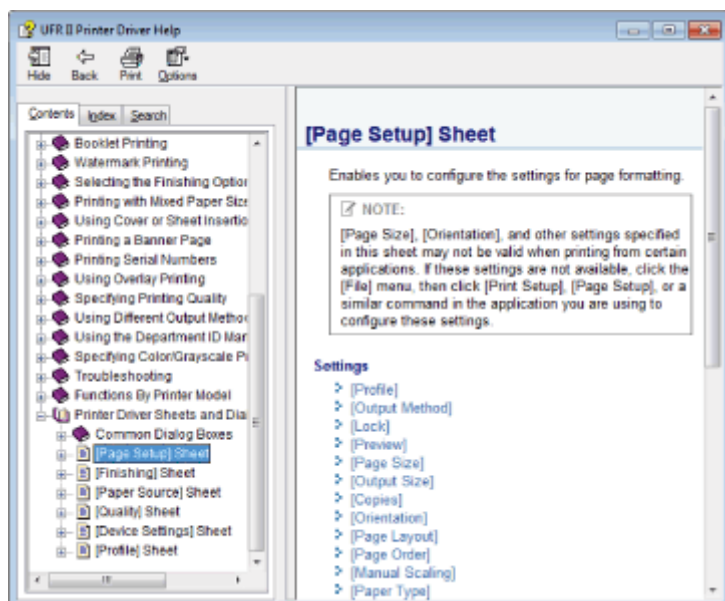 UFR II Printer Driver Help
Hide Back Print Options
Contents Index Search
Booklet Printing
Watermark Printing
Selecting the Finishing Option
Printing with Mixed Paper Size
Using Cover or Sheet Insertio
Printing a Banner Page
Printing Serial Numbers
Using Overlay Printing
Specifying Printing Quality
Using Different Output Method
Using the Department ID Man
Specifying Color/Grayscale Pr
Troubleshooting
Functions By Printer Model
Printer Driver Sheets and Dia
Common Dialog Boxes
[Page Setup] Sheet
[Finishing] Sheet
[Paper Source] Sheet
[Quality] Sheet
[Device Settings] Sheet
[Profile] Sheet
[Page Setup] Sheet
Enables you to configure the settings for page formatting.
NOTE:
[Page Size], [Orientation], and other settings specified
in this sheet may not be valid when printing from certain
applications. If these settings are not available, click the
[File] menu, then click [Print Setup], [Page Setup], or a
similar command in the application you are using to
configure these settings.
Settings
[Profile]
[Output Method]
[Lock]
[Preview]
[Page Size]
[Output Size]
[Copies]
[Orientation]
[Page Layout]
[Page Order]
[Manual Scaling]
[Paper Type]